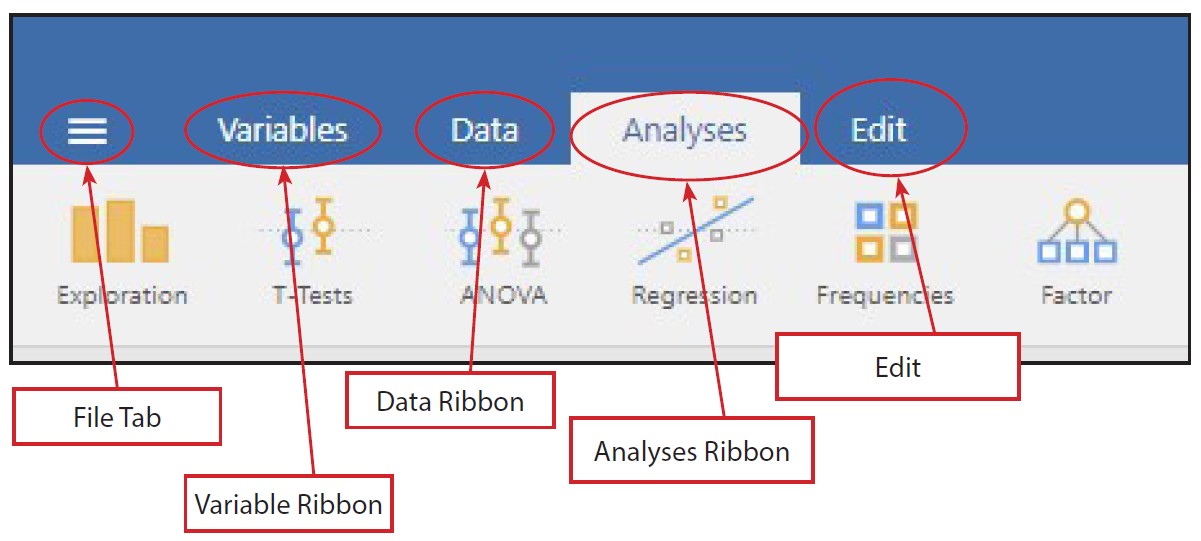 Variables Data Analyses Edit
Exploration T-Tests ANOVA Regression Frequencies Factor
Edit
Data Ribbon
File Tab
Analyses Ribbon
Variable Ribbon